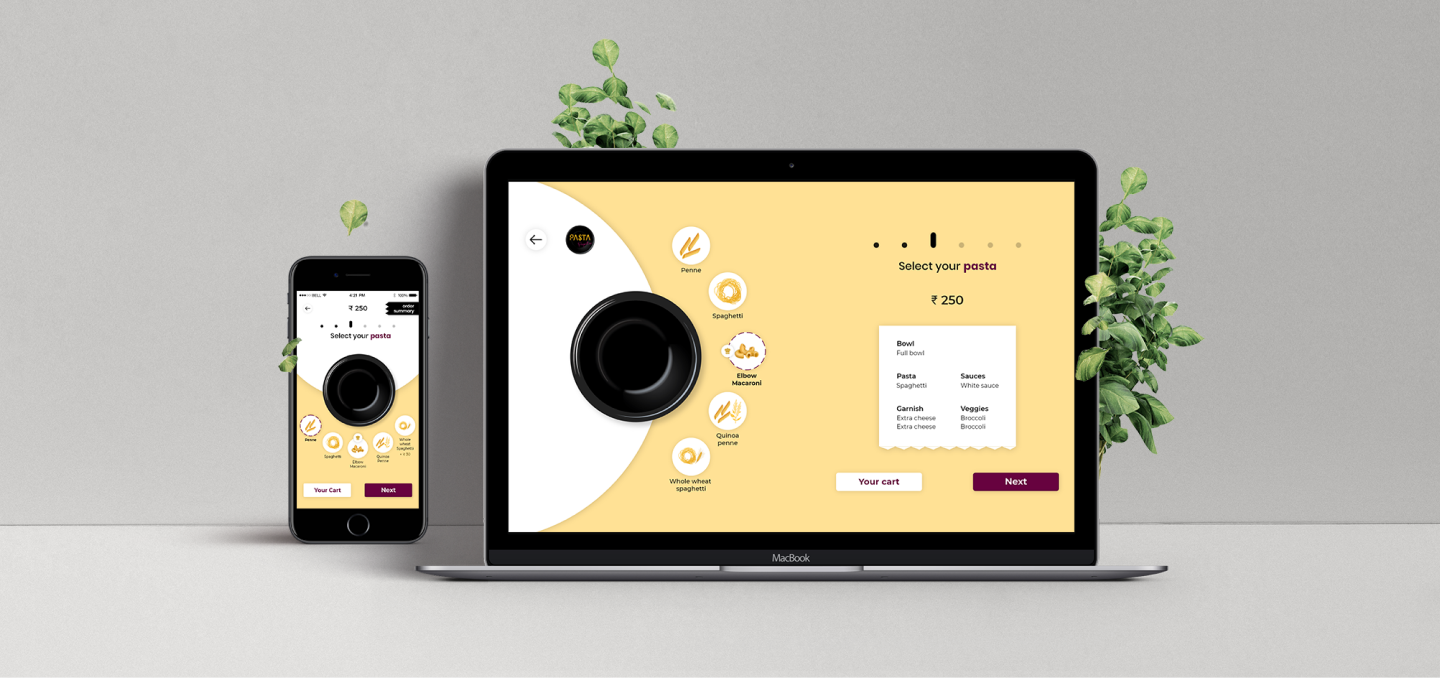 ●●●○○ BELL
4:21 PM
100%
₹ 250
order
summary
Select your pasta
Penne
Spaghetti
Elbow
Macaroni
Quinoa
Penne
Whole
wheat
Spaghetti
Your Cart
Next
PASTA
Penne
Spaghetti
Elbow
Macaroni
Quinoa
penne
Whole wheat
spaghetti
Select your pasta
₹ 250
Bowl
Full bowl
Pasta
Sauces
Spaghetti
White sauce
Garnish
Veggies
Extra cheese
Broccoli
Extra cheese
Broccoli
Your cart
Next
MacBook